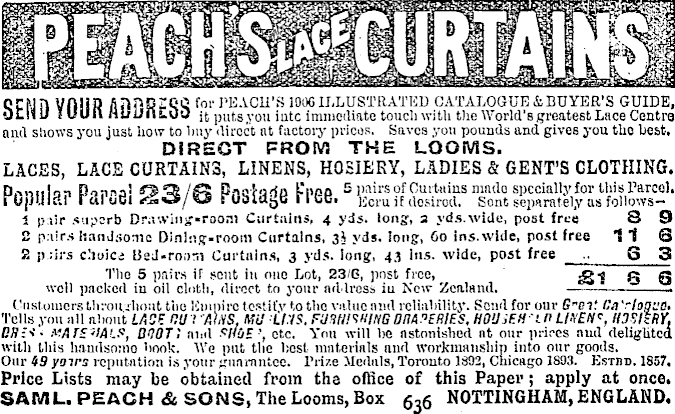 PEACH'S LACE CURTAINS
SEND YOUR ADDRESS for PEACH'S 1906 ILLUSTRATED CATALOGUE & BUYER'S GUIDE,
it puts you into immediate touch with the World's greatest Lace Centre
and shows you just how to buy direct at factory prices. Saves you pounds and gives you the best.
DIRECT FROM THE LOOMS.
LACES, LACE CURTAINS, LINENS, HOSIERY, LADIES & GENT'S CLOTHING.
Popular Parcel 23/6 Postage Free. 5 pairs of Curtains made specially for this Parcel.
Ecru if desired. Sent separately as follows—
1 pair superb Drawing-room Curtains, 4 yds. long, 2 yds. wide, post free 8 9
2 pairs handsome Dining-room Curtains, 3½ yds. long, 60 ins. wide, post free 11 6
2 pairs choice Bed-room Curtains, 3 yds. long, 43 ins. wide, post free .. 6 3
The 5 pairs if sent in one Lot, 23/6, post free, £1 6 6
well packed in oil cloth, direct to your address in New Zealand.
Customers throughout the Empire testify to the value and reliability. Send for our Great Catalogue.
Tells you all about LACE CURTAINS, MUSLINS, FURNISHING DRAPERIES, HOUSEHOLD LINENS, HOSIERY,
DRESS MATERIALS, BOOTS and SHOES, etc. You will be astonished at our prices and delighted
with this handsome book. We put the best materials and workmanship into our goods.
Our 49 years reputation is your guarantee. Prize Medals, Toronto 1892, Chicago 1893. ESTBD. 1857.
Price Lists may be obtained from the office of this Paper; apply at once.
SAML. PEACH & SONS, The Looms, Box 636 NOTTINGHAM, ENGLAND.